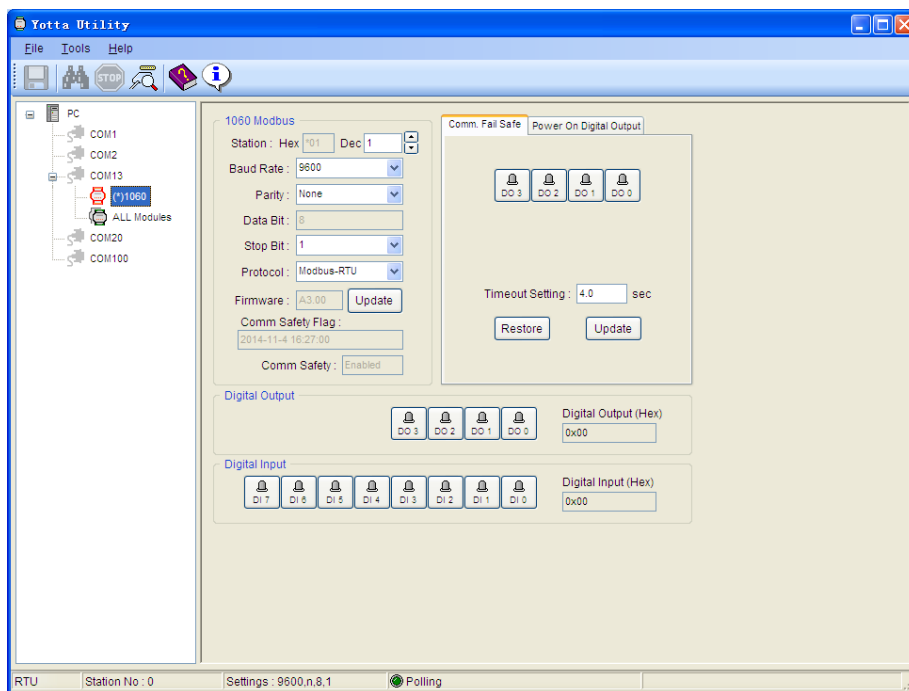 Yotta Utility
File Tools Help
STOP
PC
COM1
COM2
COM13
(*)1060
ALL Modules
COM20
COM100
1060 Modbus
Station : Hex *01 Dec 1
Baud Rate : 9600
Parity : None
Data Bit : 8
Stop Bit : 1
Protocol : Modbus-RTU
Firmware : A3.00 Update
Comm Safety Flag :
2014-11-4 16:27:00
Comm Safety : Enabled
Comm. Fail Safe Power On Digital Output
DO 3 DO 2 DO 1 DO 0
Timeout Setting : 4.0 sec
Restore Update
Digital Output
DO 3 DO 2 DO 1 DO 0
Digital Output (Hex)
0x00
Digital Input
DI 7 DI 6 DI 5 DI 4 DI 3 DI 2 DI 1 DI 0
Digital Input (Hex)
0x00
RTU Station No : 0 Settings : 9600,n,8,1 Polling